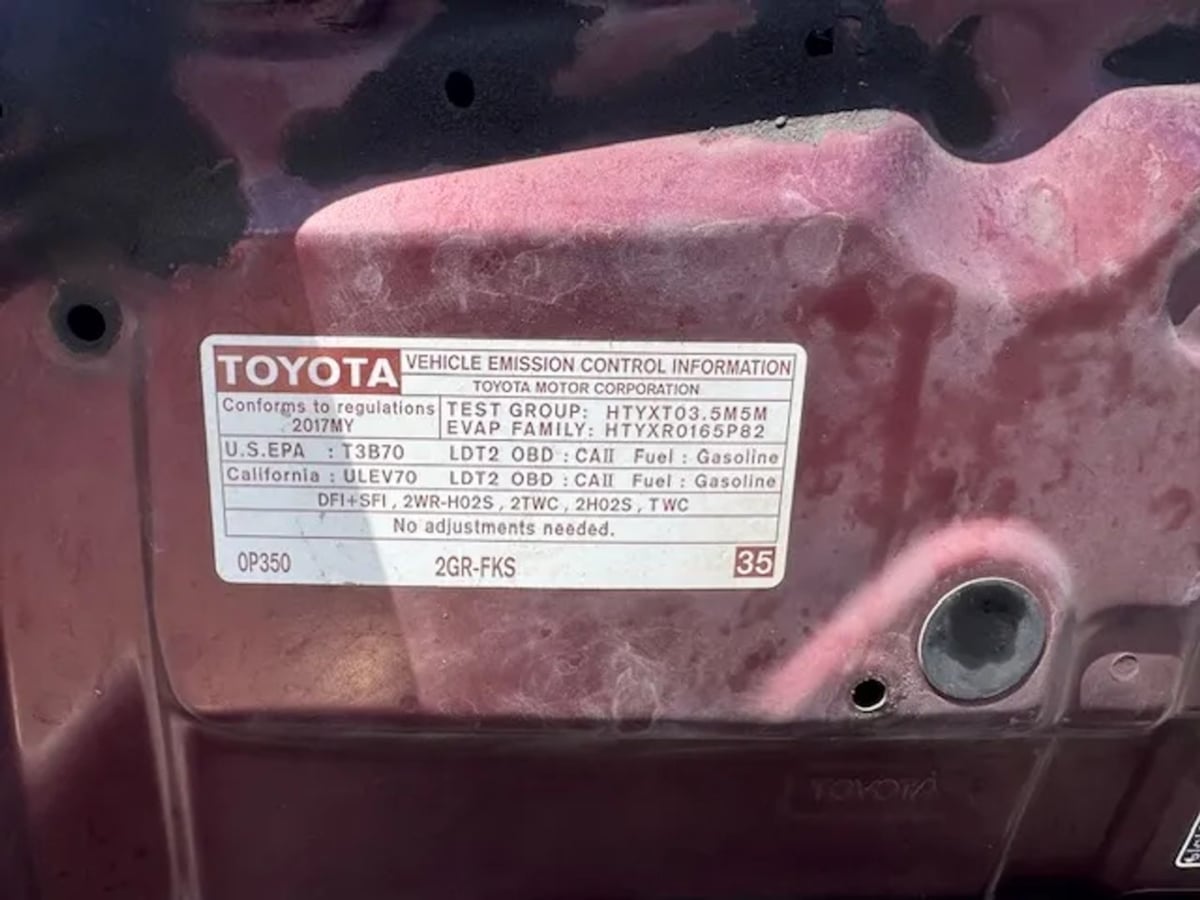 TOYOTA
VEHICLE EMISSION CONTROL INFORMATION
TOYOTA MOTOR CORPORATION
Conforms to regulations
2017MY
TEST GROUP: HTYXT03.5M5M
EVAP FAMILY: HTYXR0165P82
U.S.EPA : T3B70 LDT2 OBD : CAII Fuel : Gasoline
California : ULEV70 LDT2 OBD : CAII Fuel : Gasoline
DFI+SFI , 2WR-HO2S , 2TWC , 2HO2S , TWC
No adjustments needed.
0P350 2GR-FKS 35
TOYOTA